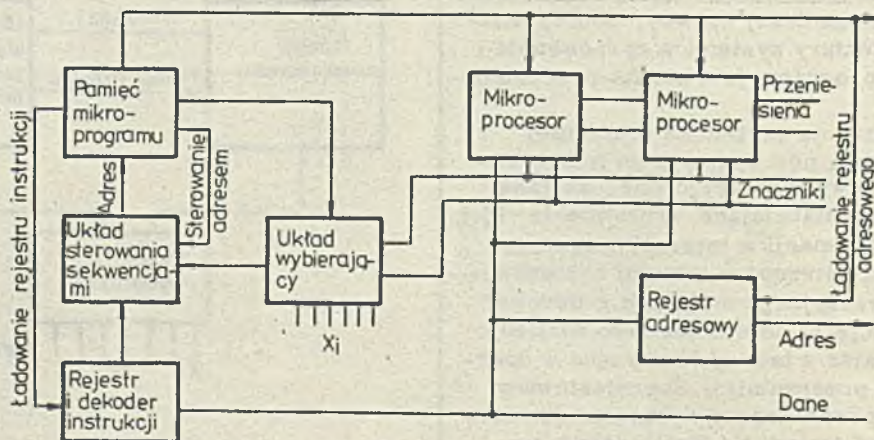 Pamięć
mikro-
programu
Mikro-
procesor
Mikro-
procesor
Przenie-
sienia
Ładowanie rejestru instrukcji
Adres
Sterowanie
adresem
Znaczniki
Ładowanie rejestru
adresowego
Układ
sterowania
sekwencja-
mi
Układ
wybierają-
cy
Xi
Rejestr
adresowy
Adres
Rejestr
i dekoder
instrukcji
Dane